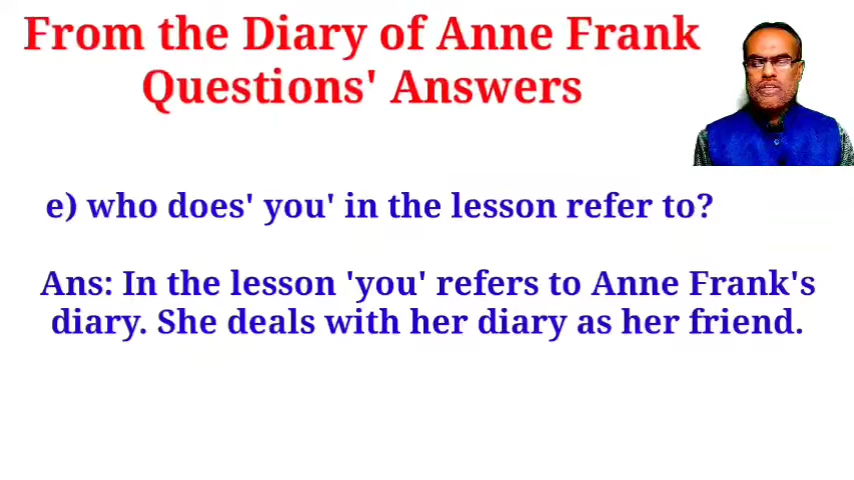 From the Diary of Anne Frank
Questions' Answers
e) who does' you' in the lesson refer to?
Ans: In the lesson 'you' refers to Anne Frank's
diary. She deals with her diary as her friend.